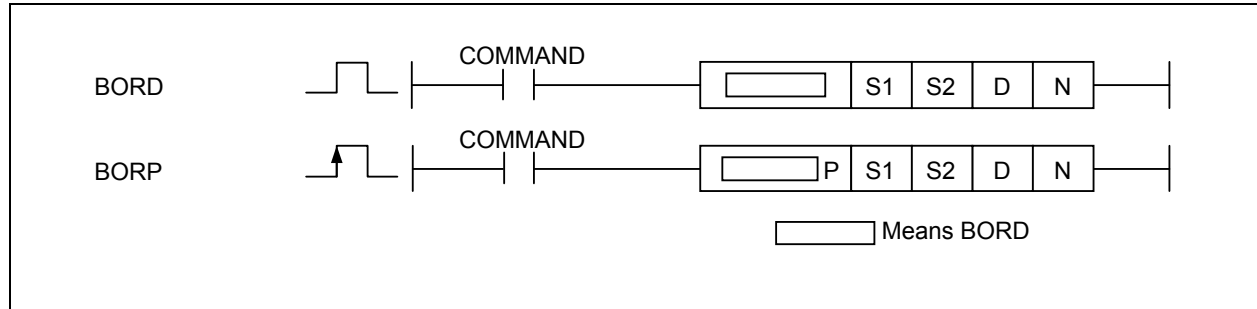 COMMAND
BORD S1 S2 D N
COMMAND
BORP P S1 S2 D N
Means BORD